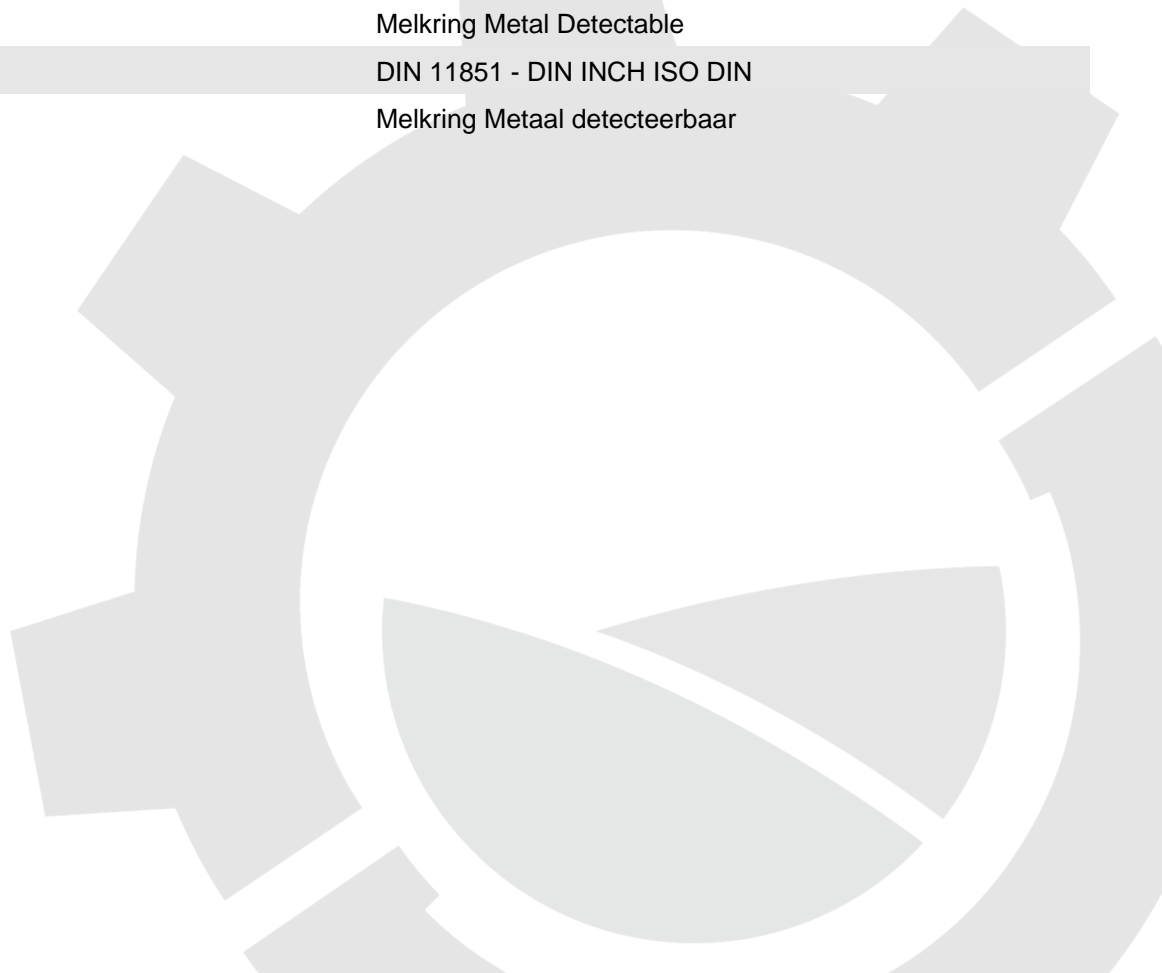 Melkring Metal Detectable
DIN 11851 - DIN INCH ISO DIN
Melkring Metaal detecteerbaar